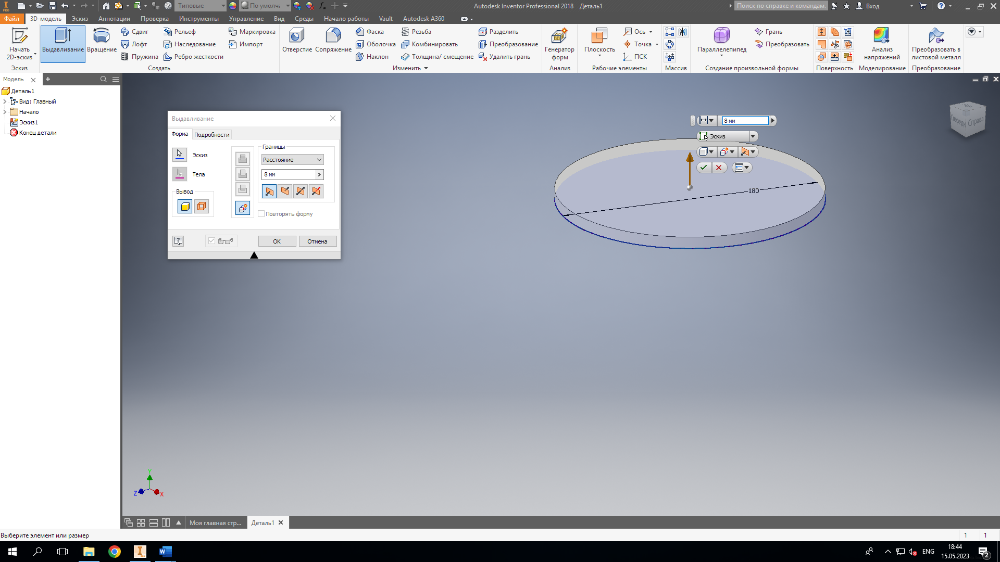 Типовые
По умолча
Autodesk Inventor Professional 2018 Деталь1
Поиск по справке и командам.
Вход
PRO
Файл
3D-модель
Эскиз
Аннотации
Проверка
Инструменты
Управление
Вид
Среды
Начало работы
Vault
Autodesk A360
Начать
2D-эскиз
Выдавливание
Вращение
Сдвиг
Лофт
Пружина
Рельеф
Наследование
Ребро жесткости
Маркировка
Импорт
Отверстие
Сопряжение
Фаска
Оболочка
Наклон
Резьба
Комбинировать
Толщина/ смещение
Разделить
Преобразование
Удалить грань
Генератор
форм
Плоскость
Ось
Точка
ПСК
Параллелепипед
Грань
Преобразовать
Анализ
напряжений
Преобразовать в
листовой металл
Эскиз
Создать
Изменить
Анализ
Рабочие элементы
Массив
Создание произвольной формы
Поверхность
Моделирование
Преобразование
Модель
Деталь1
Вид: Главный
Начало
Эскиз1
Конец детали
Выдавливание
Форма
Подробности
Эскиз
Тела
Вывод
Границы
Расстояние
8 мм
Повторять форму
ОК
Отмена
8 мм
Эскиз
180
Спереди
Справа
Y
Z
X
Моя главная стр...
Деталь1
Выберите элемент или размер
1
1
ENG
18:44
15.05.2023
2